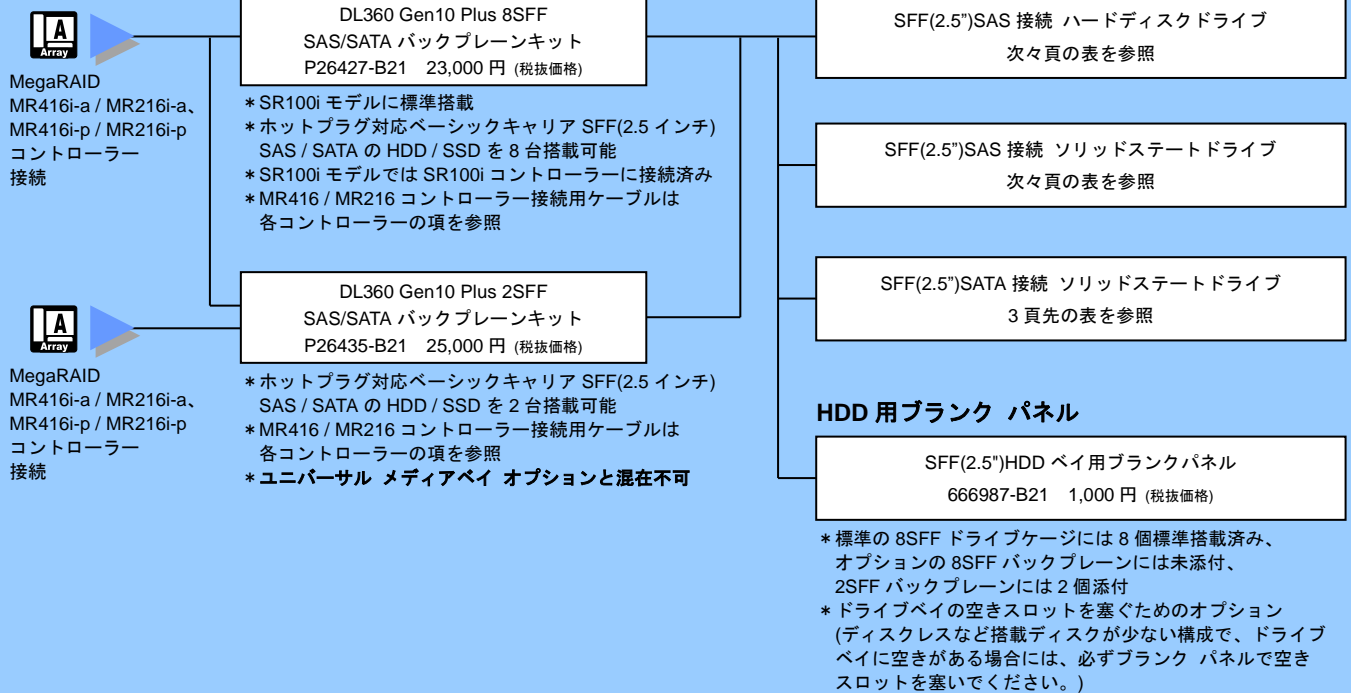 A
Array
MegaRAID
MR416i-a / MR216i-a、
MR416i-p / MR216i-p
コントローラー
接続
DL360 Gen10 Plus 8SFF
SAS/SATA バックプレーンキット
P26427-B21 23,000 円 (税抜価格)
*SR100i モデルに標準搭載
*ホットプラグ対応ベーシックキャリア SFF(2.5 インチ)
SAS / SATA の HDD / SSD を 8 台搭載可能
*SR100i モデルでは SR100i コントローラーに接続済み
*MR416 / MR216 コントローラー接続用ケーブルは
各コントローラーの項を参照
A
Array
MegaRAID
MR416i-a / MR216i-a、
MR416i-p / MR216i-p
コントローラー
接続
DL360 Gen10 Plus 2SFF
SAS/SATA バックプレーンキット
P26435-B21 25,000 円 (税抜価格)
*ホットプラグ対応ベーシックキャリア SFF(2.5 インチ)
SAS / SATA の HDD / SSD を 2 台搭載可能
*MR416 / MR216 コントローラー接続用ケーブルは
各コントローラーの項を参照
*ユニバーサル メディアベイ オプションと混在不可
SFF(2.5”)SAS 接続 ハードディスクドライブ
次々頁の表を参照
SFF(2.5”)SAS 接続 ソリッドステートドライブ
次々頁の表を参照
SFF(2.5”)SATA 接続 ソリッドステートドライブ
3 頁先の表を参照
HDD 用ブランク パネル
SFF(2.5")HDD ベイ用ブランクパネル
666987-B21 1,000 円 (税抜価格)
*標準の 8SFF ドライブケージには 8 個標準搭載済み、
オプションの 8SFF バックプレーンには未添付、
2SFF バックプレーンには 2 個添付
*ドライブベイの空きスロットを塞ぐためのオプション
(ディスクレスなど搭載ディスクが少ない構成で、ドライブ
ベイに空きがある場合には、必ずブランク パネルで空き
スロットを塞いでください。)